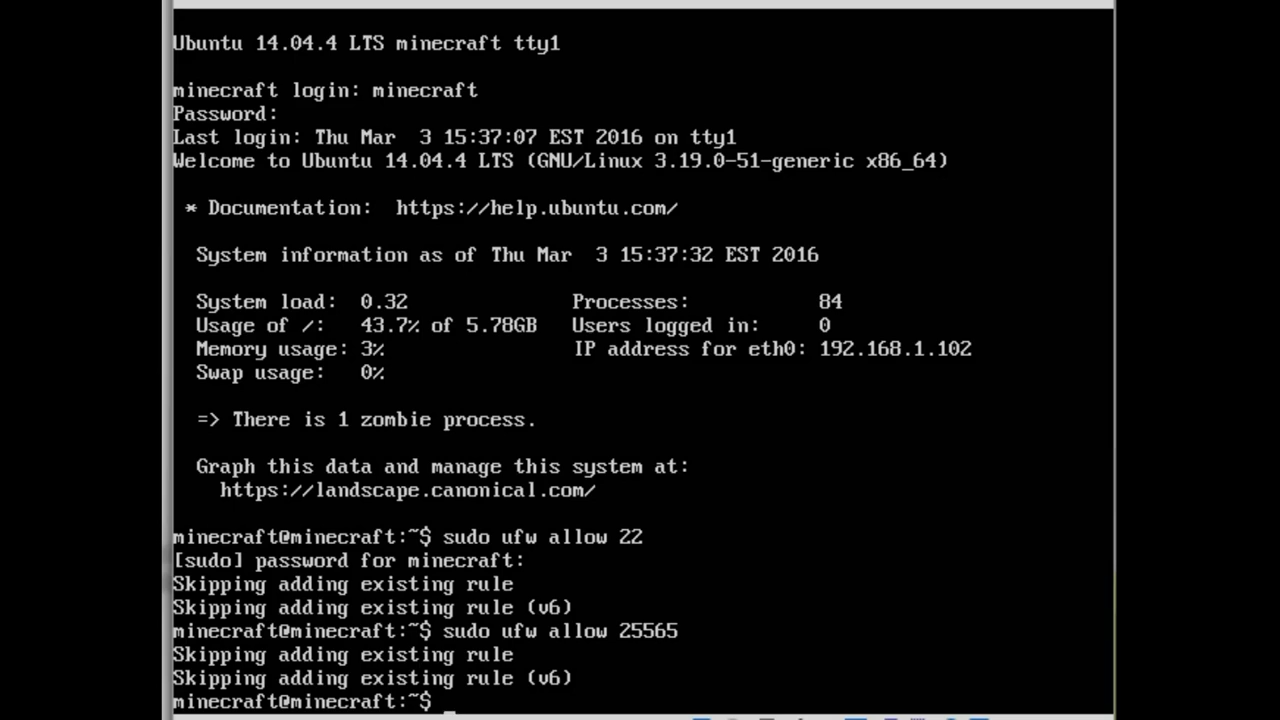 Ubuntu 14.04.4 LTS minecraft tty1
minecraft login: minecraft
Password:
Last login: Thu Mar  3 15:37:07 EST 2016 on tty1
Welcome to Ubuntu 14.04.4 LTS (GNU/Linux 3.19.0-51-generic x86_64)
* Documentation:  https://help.ubuntu.com/
System information as of Thu Mar  3 15:37:32 EST 2016
System load:  0.32              Processes:           84
Usage of /:   43.7% of 5.78GB   Users logged in:     0
Memory usage: 3%                IP address for eth0: 192.168.1.102
Swap usage:   0%
=> There is 1 zombie process.
Graph this data and manage this system at:
https://landscape.canonical.com/
minecraft@minecraft:~$ sudo ufw allow 22
[sudo] password for minecraft:
Skipping adding existing rule
Skipping adding existing rule (v6)
minecraft@minecraft:~$ sudo ufw allow 25565
Skipping adding existing rule
Skipping adding existing rule (v6)
minecraft@minecraft:~$ _